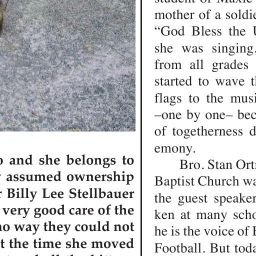 o and she belongs to
assumed ownership
Billy Lee Stellbauer
very good care of the
no way they could not
t the time she moved
student of Maxie
mother of a soldie
"God Bless the U
she was singing,
from all grades
started to wave t
flags to the musi
–one by one– bec
of togetherness d
emony.
Bro. Stan Ort
Baptist Church wa
the guest speaker
ken at many scho
he is the voice of B
Football. But toda